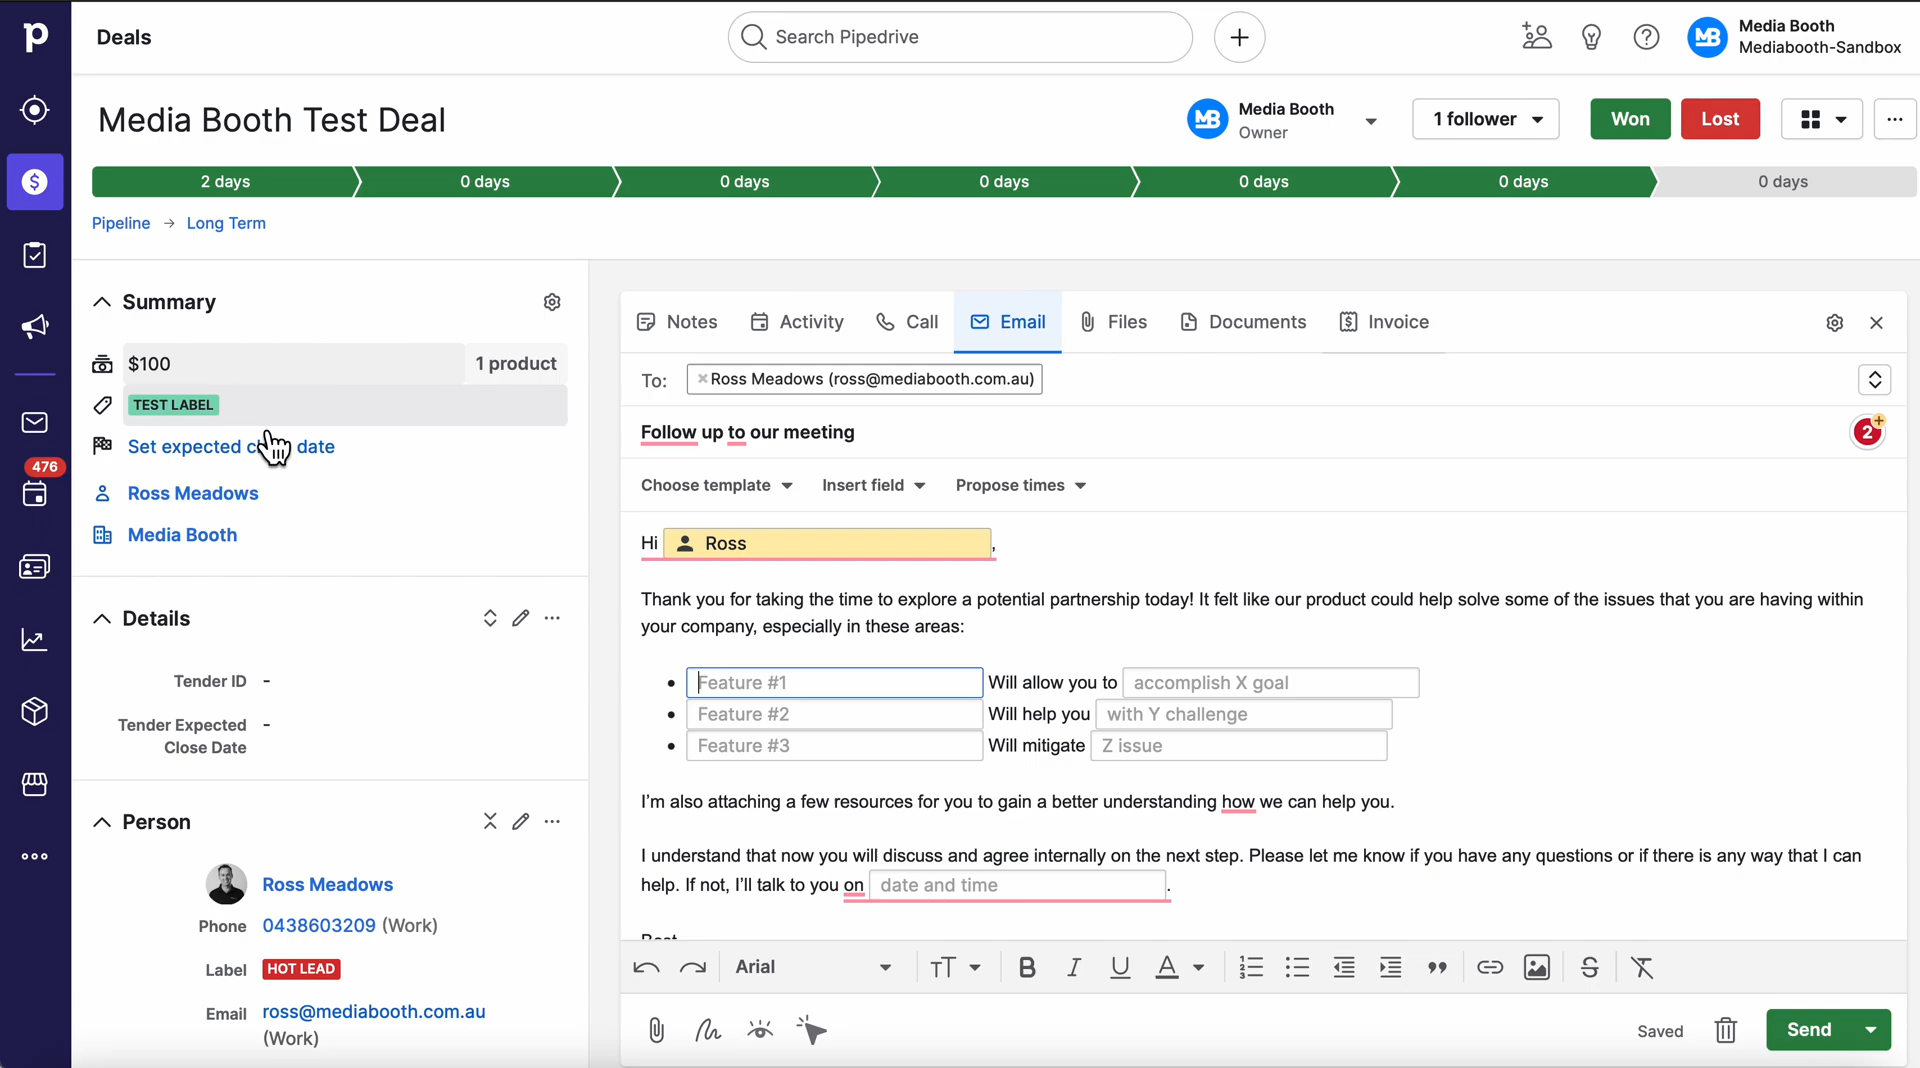 p
Deals
Search Pipedrive
MB
Media Booth
Mediabooth-Sandbox
Media Booth Test Deal
MB
Media Booth
Owner
1 follower
Won
Lost
2 days
0 days
0 days
0 days
0 days
0 days
0 days
Pipeline → Long Term
Summary
$100
1 product
TEST LABEL
Set expected c date
476
Ross Meadows
Media Booth
Details
Tender ID -
Tender Expected -
Close Date
Person
Ross Meadows
Phone 0438603209 (Work)
Label HOT LEAD
Email ross@mediabooth.com.au
(Work)
Notes
Activity
Call
Email
Files
Documents
Invoice
To: ×Ross Meadows (ross@mediabooth.com.au)
Follow up to our meeting
2+
Choose template
Insert field
Propose times
Hi Ross,
Thank you for taking the time to explore a potential partnership today! It felt like our product could help solve some of the issues that you are having within
your company, especially in these areas:
• Feature #1 Will allow you to accomplish X goal
• Feature #2 Will help you with Y challenge
• Feature #3 Will mitigate Z issue
I'm also attaching a few resources for you to gain a better understanding how we can help you.
I understand that now you will discuss and agree internally on the next step. Please let me know if you have any questions or if there is any way that I can
help. If not, I'll talk to you on date and time.
Arial
Saved
Send